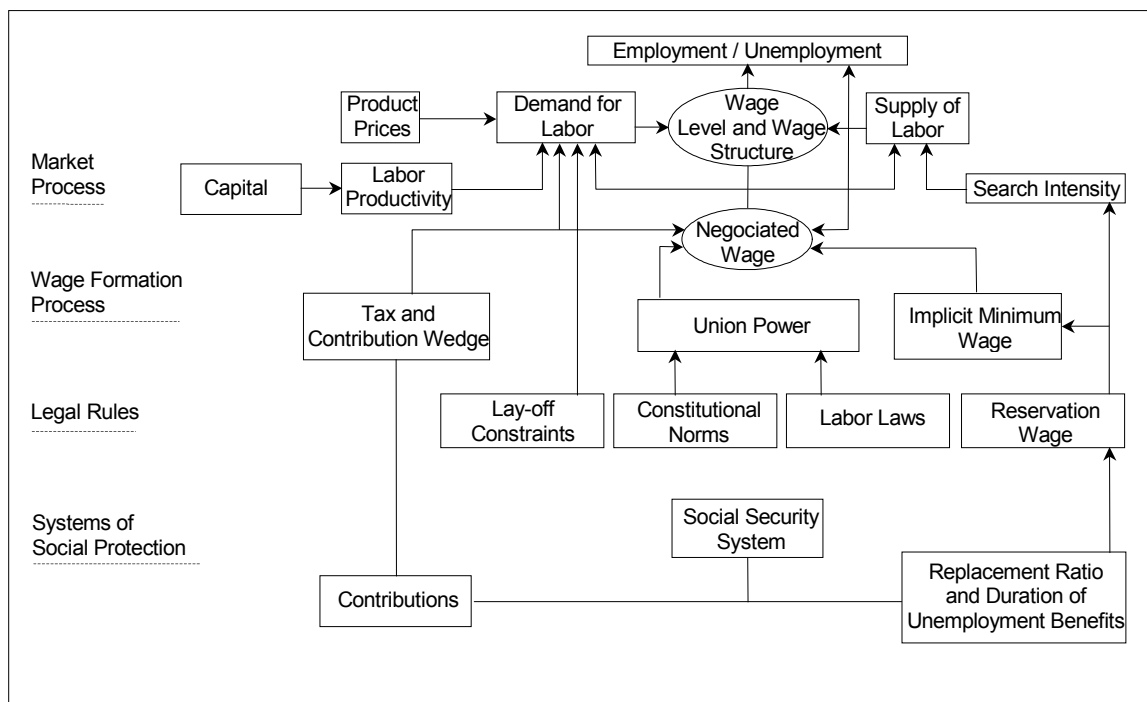 Employment / Unemployment
Product
Prices
Demand for
Labor
Wage
Level and Wage
Structure
Supply of
Labor
Market
Process
Capital
Labor
Productivity
Search Intensity
Negociated
Wage
Wage Formation
Process
Tax and
Contribution Wedge
Union Power
Implicit Minimum
Wage
Legal Rules
Lay-off
Constraints
Constitutional
Norms
Labor Laws
Reservation
Wage
Systems of
Social Protection
Social Security
System
Contributions
Replacement Ratio
and Duration of
Unemployment Benefits